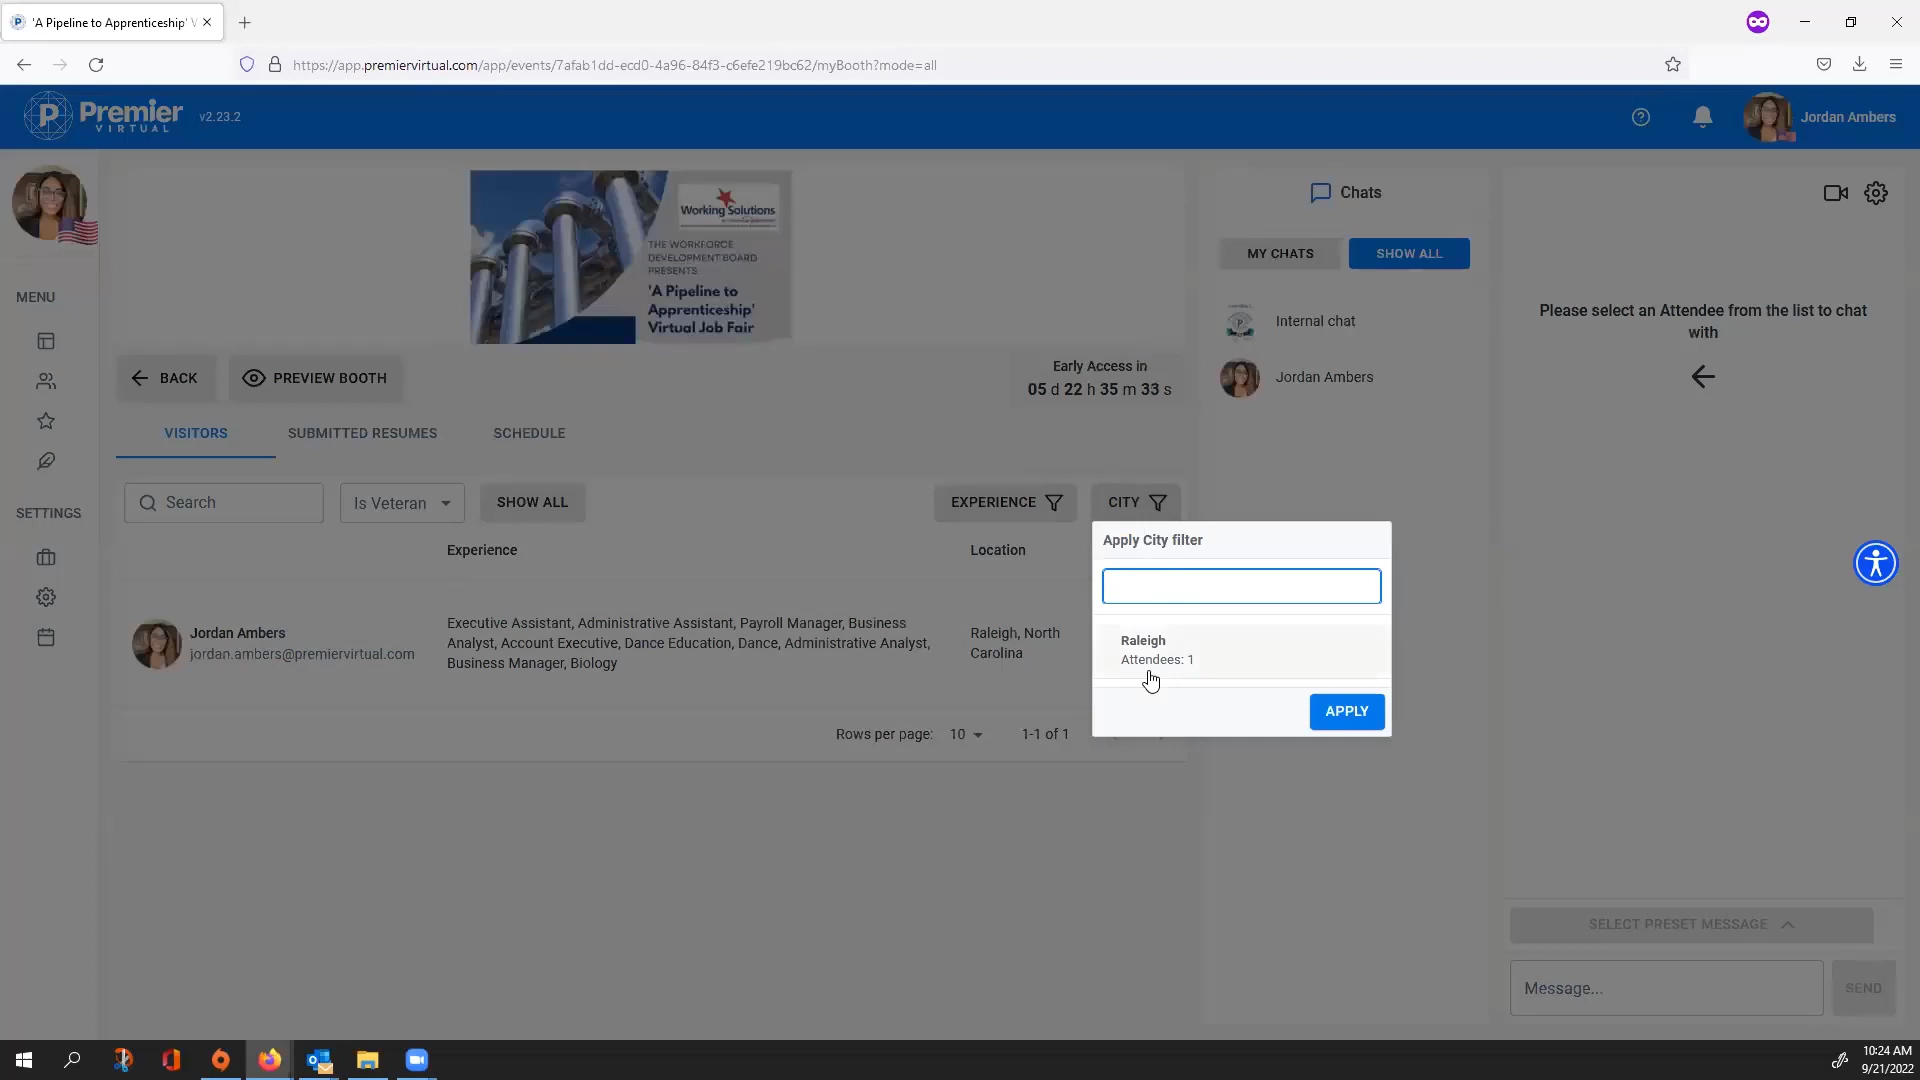 'A Pipeline to Apprenticeship' V
https://app.premiervirtual.com/app/events/7afab1dd-ecd0-4a96-84f3-c6efe219bc62/myBooth?mode=all
P Premier
VIRTUAL
v2.23.2
Jordan Ambers
MENU
SETTINGS
Working Solutions
THE WORKFORCE
DEVELOPMENT BOARD
PRESENTS
'A Pipeline to
Apprenticeship'
Virtual Job Fair
BACK
PREVIEW BOOTH
Early Access in
05 d 22 h 35 m 33 s
VISITORS
SUBMITTED RESUMES
SCHEDULE
Search
Is Veteran
SHOW ALL
EXPERIENCE
CITY
Experience
Location
Jordan Ambers
jordan.ambers@premiervirtual.com
Executive Assistant, Administrative Assistant, Payroll Manager, Business
Analyst, Account Executive, Dance Education, Dance, Administrative Analyst,
Business Manager, Biology
Raleigh, North
Carolina
Rows per page: 10
1-1 of 1
Apply City filter
Raleigh
Attendees: 1
APPLY
Chats
MY CHATS
SHOW ALL
Internal chat
Jordan Ambers
Please select an Attendee from the list to chat
with
SELECT PRESET MESSAGE
Message...
SEND
10:24 AM
9/21/2022